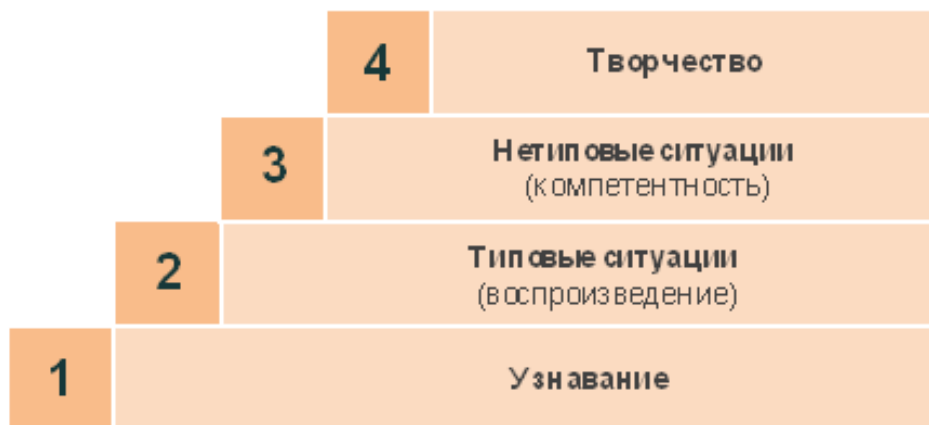 4 Творчество
3 Нетиповые ситуации
(компетентность)
2 Типовые ситуации
(воспроизведение)
1 Узнавание